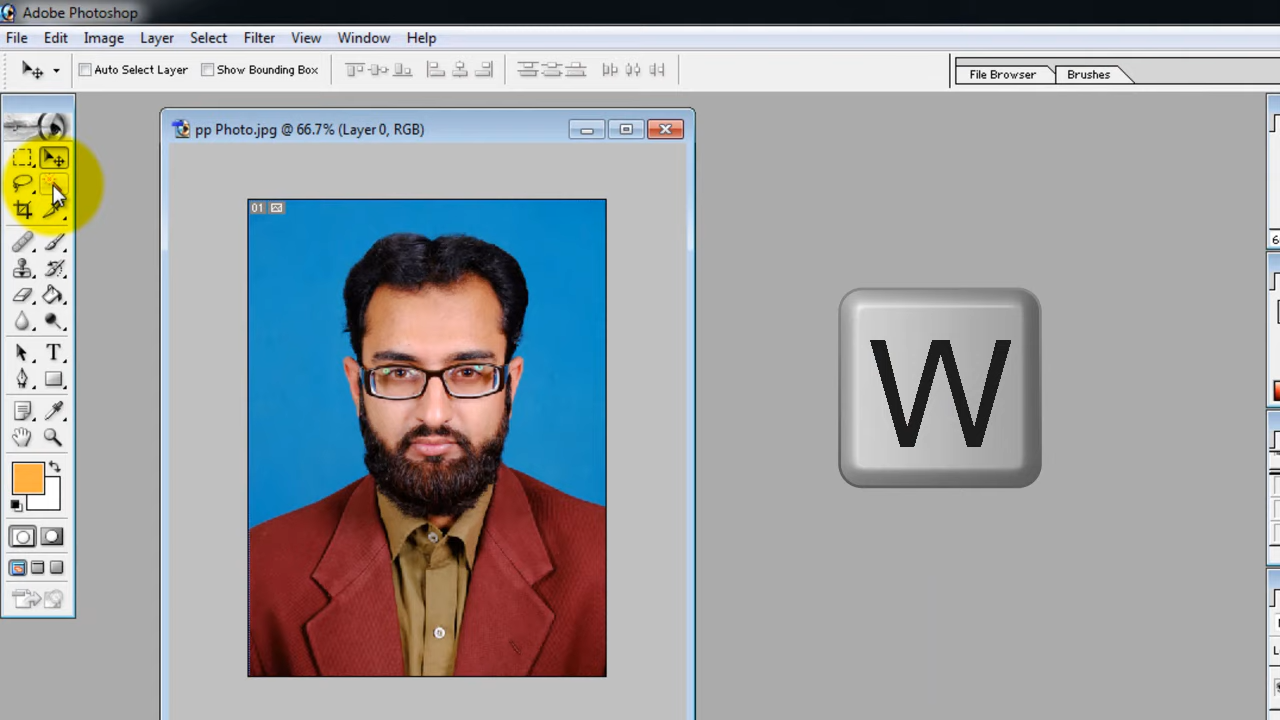 Adobe Photoshop
File Edit Image Layer Select Filter View Window Help
Auto Select Layer Show Bounding Box File Browser Brushes
pp Photo.jpg @ 66.7% (Layer 0, RGB)
01
W
T